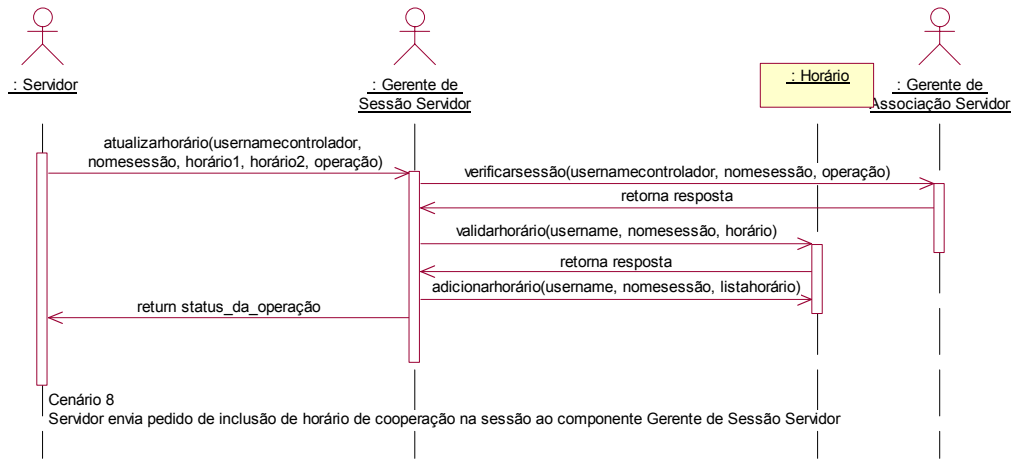 : Servidor
: Gerente de
Sessão Servidor
: Horário
: Gerente de
Associação Servidor
atualizarhorário(usernamecontrolador,
nomesessão, horário1, horário2, operação)
verificarsessão(usernamecontrolador, nomesessão, operação)
retorna resposta
validarhorário(username, nomesessão, horário)
retorna resposta
adicionarhorário(username, nomesessão, listahorário)
return status_da_operação
Cenário 8
Servidor envia pedido de inclusão de horário de cooperação na sessão ao componente Gerente de Sessão Servidor